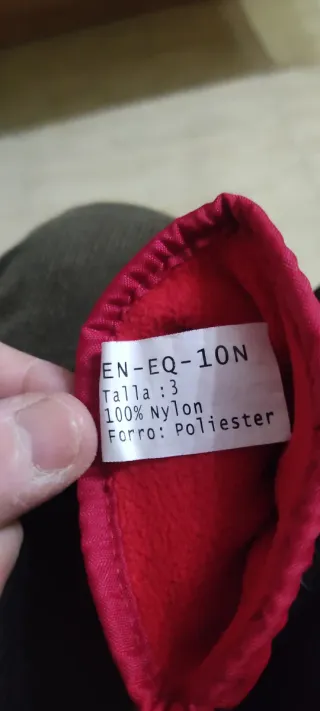 EN-EQ-10N
Talla :3
100% Nylon
Forro: Poliester